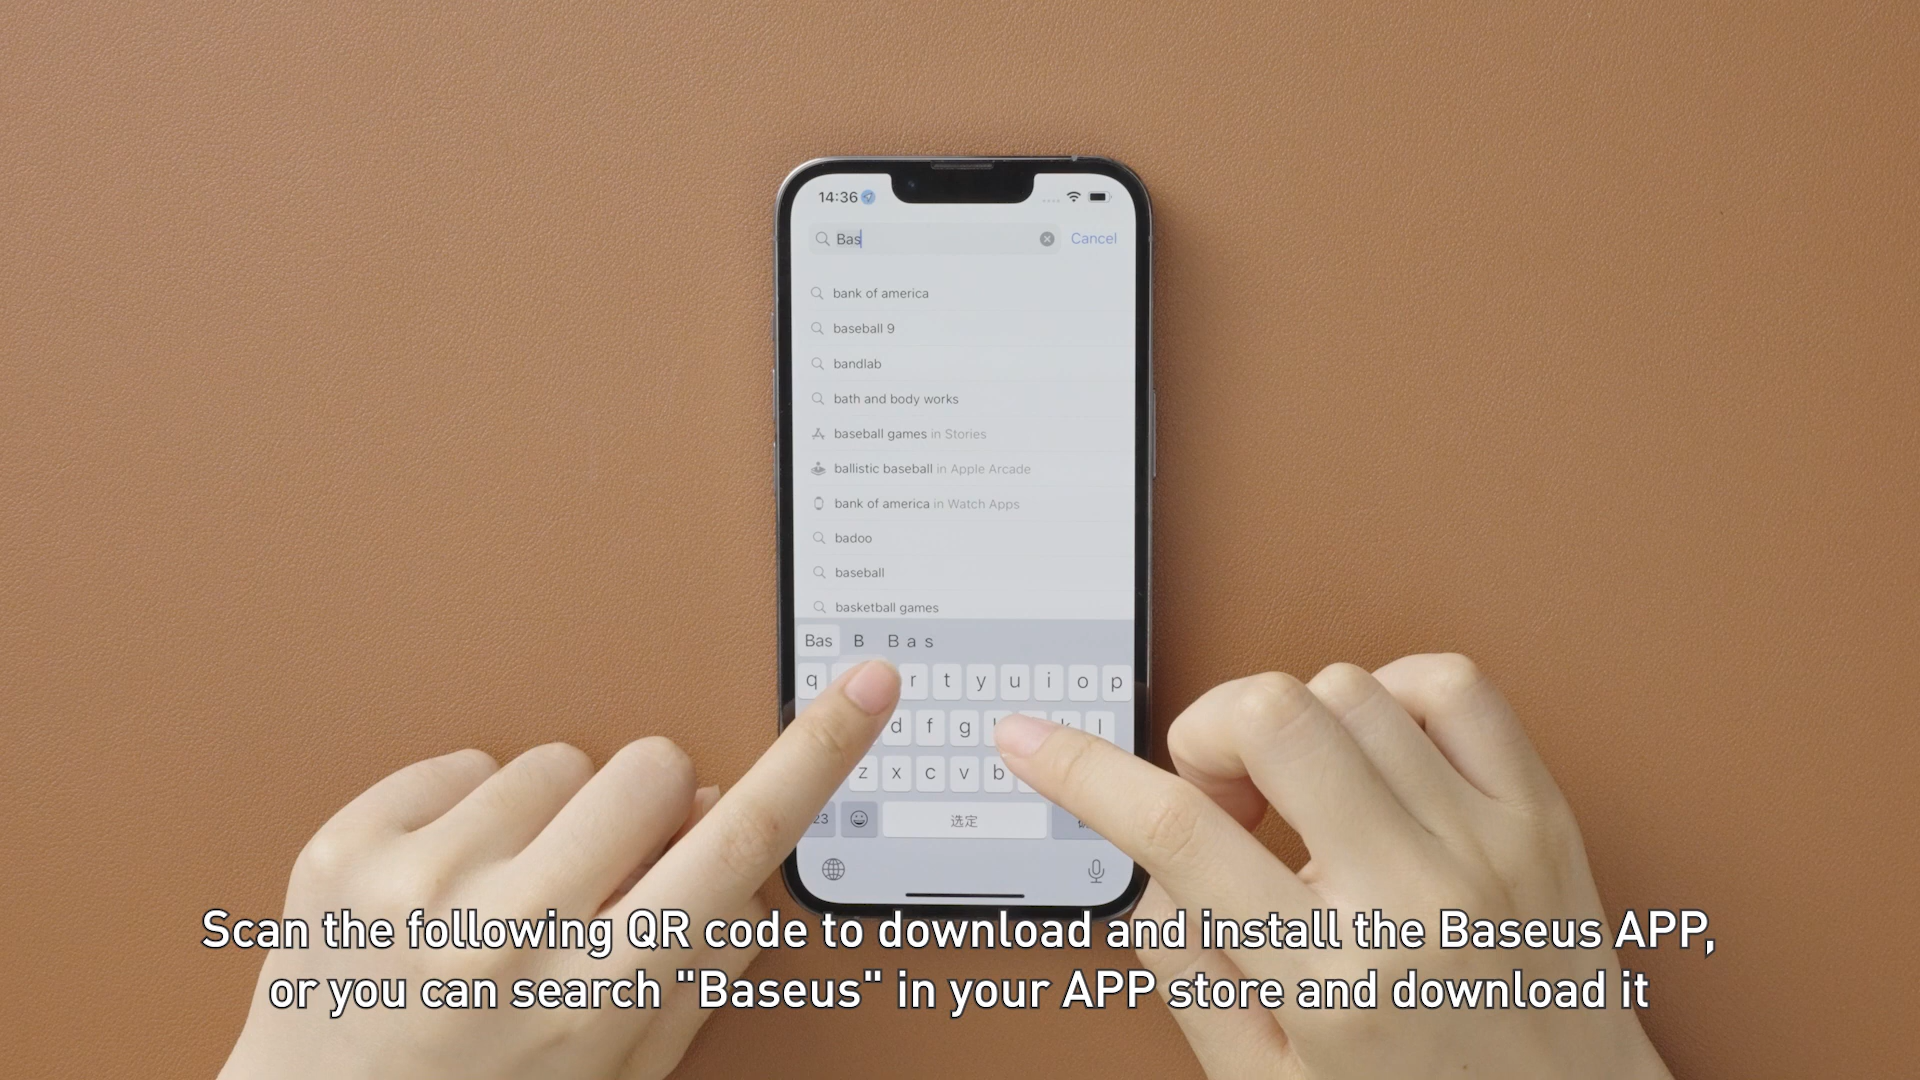 14:36
Bas
Cancel
bank of america
baseball 9
bandlab
bath and body works
baseball games in Stories
ballistic baseball in Apple Arcade
bank of america in Watch Apps
badoo
baseball
basketball games
Bas B Bas
q r t y u i o p
d f g h k l
z x c v b
23 选定
Scan the following QR code to download and install the Baseus APP,
or you can search "Baseus" in your APP store and download it